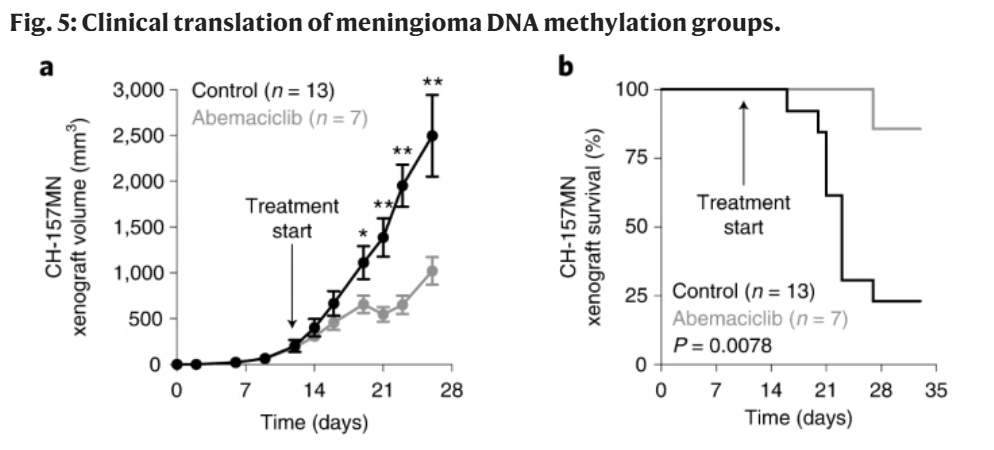 Fig. 5: Clinical translation of meningioma DNA methylation groups.
a
CH-157MN
xenograft volume (mm³)
3,000
2,500
2,000
1,500
1,000
500
0
Control (n = 13)
Abemaciclib (n = 7)
Treatment
start
*
**
**
**
0
7
14
21
28
Time (days)
b
CH-157MN
xenograft survival (%)
100
75
50
25
0
Treatment
start
Control (n = 13)
Abemaciclib (n = 7)
P = 0.0078
0
7
14
21
28
35
Time (days)